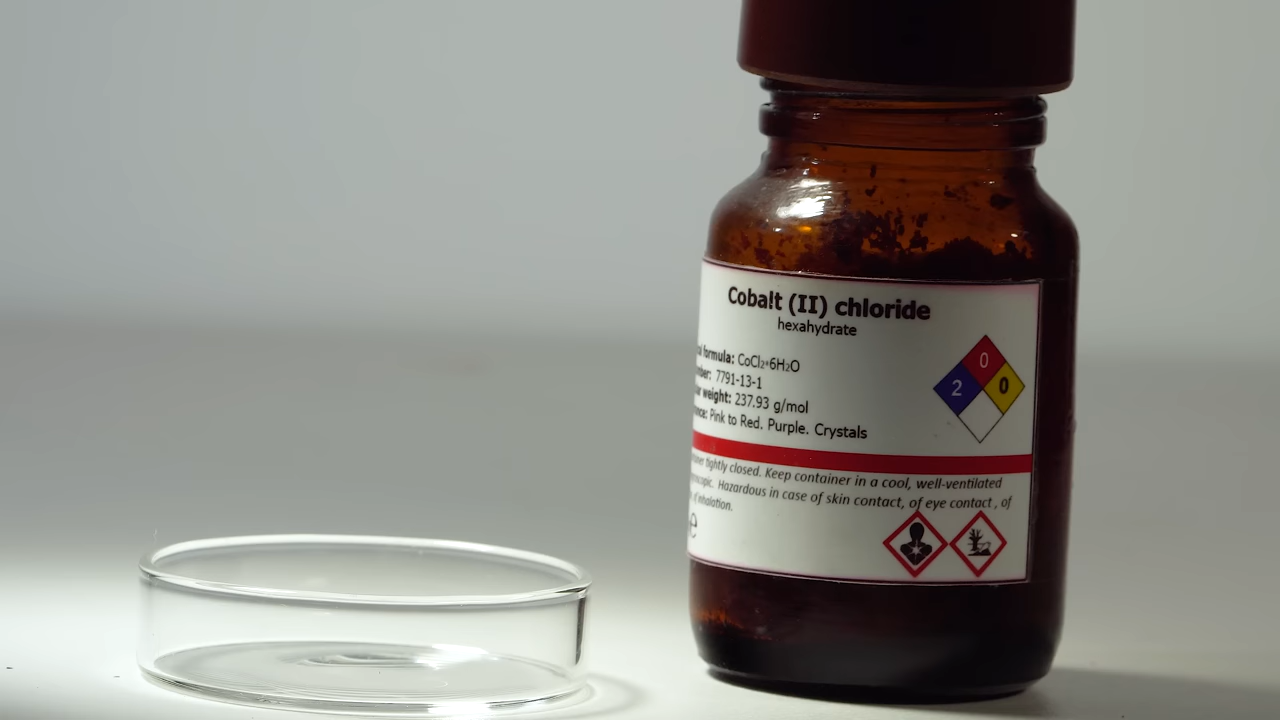 Cobalt (II) chloride
hexahydrate
formula: CoCl₂•6H₂O
7791-13-1
weight: 237.93 g/mol
Pink to Red. Purple. Crystals
0
2
0
tightly closed. Keep container in a cool, well-ventilated
Hazardous in case of skin contact, of eye contact , of
inhalation.